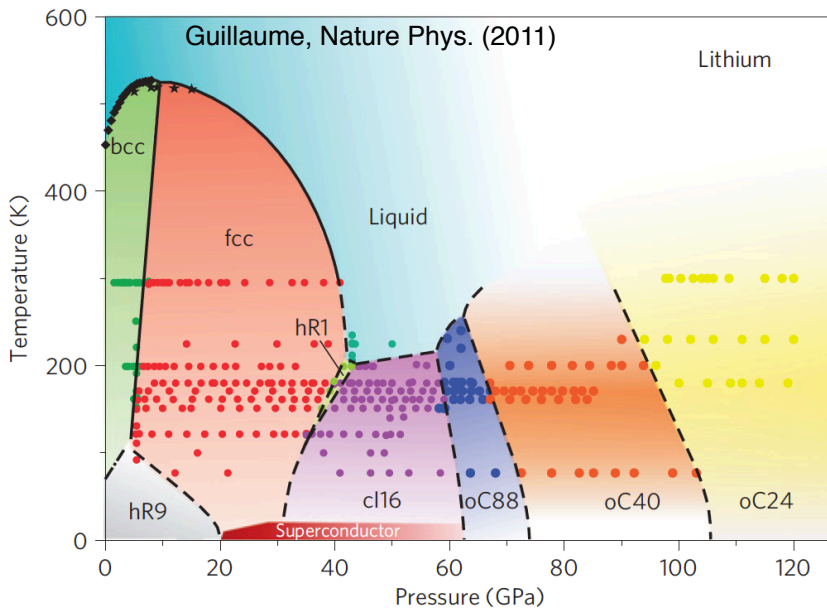 Guillaume, Nature Phys. (2011)
Lithium
600
400
200
0
Temperature (K)
bcc
fcc
Liquid
hR1
hR9
cI16
oC88
oC40
oC24
Superconductor
0 20 40 60 80 100 120
Pressure (GPa)